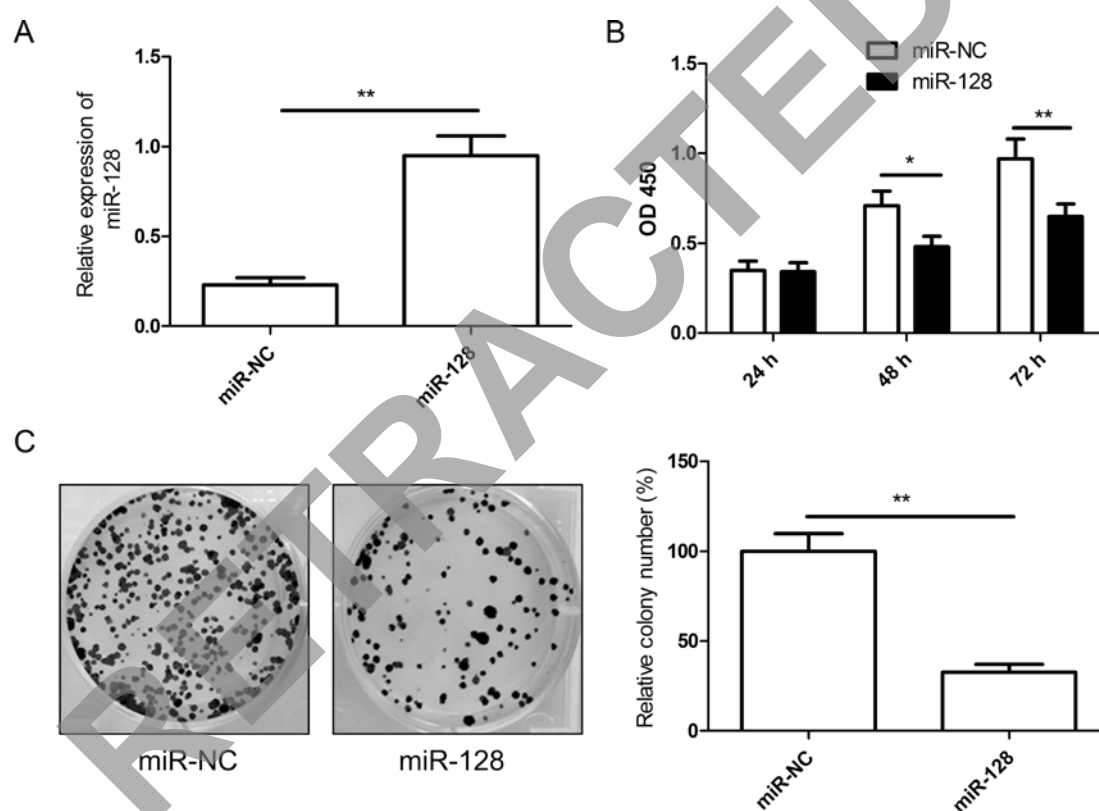 A
Relative expression of
miR-128
1.5
1.0
0.5
0.0
**
miR-NC
miR-128
B
OD 450
1.5
1.0
0.5
0.0
miR-NC
miR-128
*
**
24 h
48 h
72 h
C
miR-NC
miR-128
Relative colony number (%)
150
100
50
0
**
miR-NC
miR-128
RETRACTED